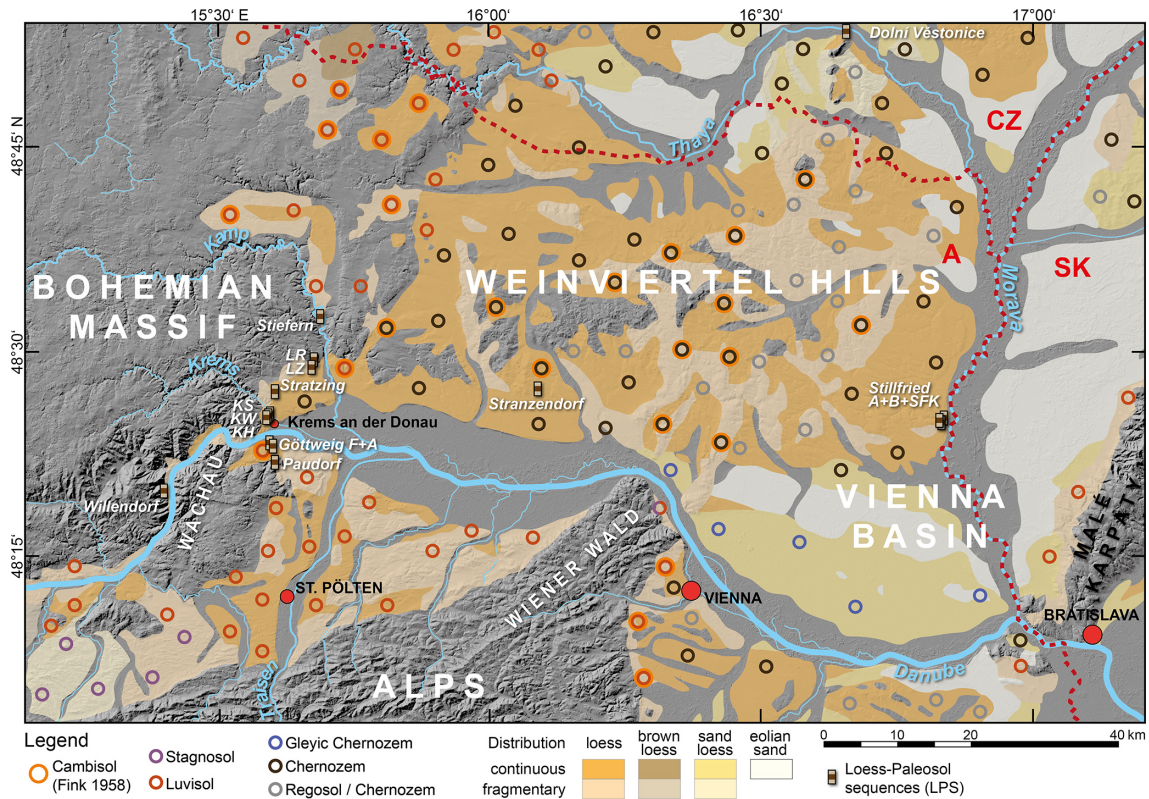 15°5´ E
16°00´
16°5´
17°00´
48°45´ N
48°30´
48°15´
Dolní Věstonice
CZ
Thaya
Kamp
A
SK
BOHEMIAN
MASSIF
WEINVIERTEL HILLS
Morava
Stiefern
LR
LZ
Krems
Stratzing
KS
KW
KH
Krems an der Donau
Stranzendorf
Stillfried
A+B+SFK
Göttweig F+A
Paudorf
Willendorf
WACHAU
VIENNA
BASIN
MALÉ
KARPATY
WIENER WALD
ST. PÖLTEN
VIENNA
BRATISLAVA
Danube
Traisen
ALPS
Legend
Cambisol
(Fink 1958)
Stagnosol
Luvisol
Gleyic Chernozem
Chernozem
Regosol / Chernozem
Distribution
loess
brown
loess
sand
loess
eolian
sand
continuous
fragmentary
0 10 20 40 km
Loess-Paleosol
sequences (LPS)